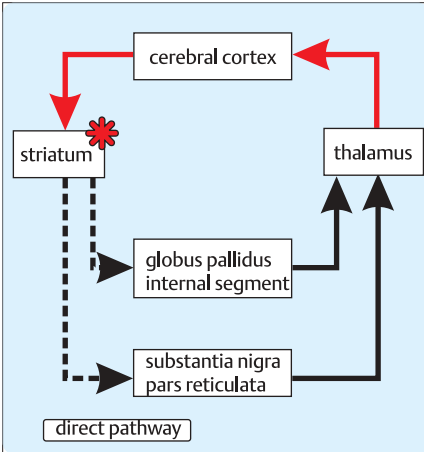 cerebral cortex
striatum
thalamus
globus pallidus
internal segment
substantia nigra
pars reticulata
direct pathway